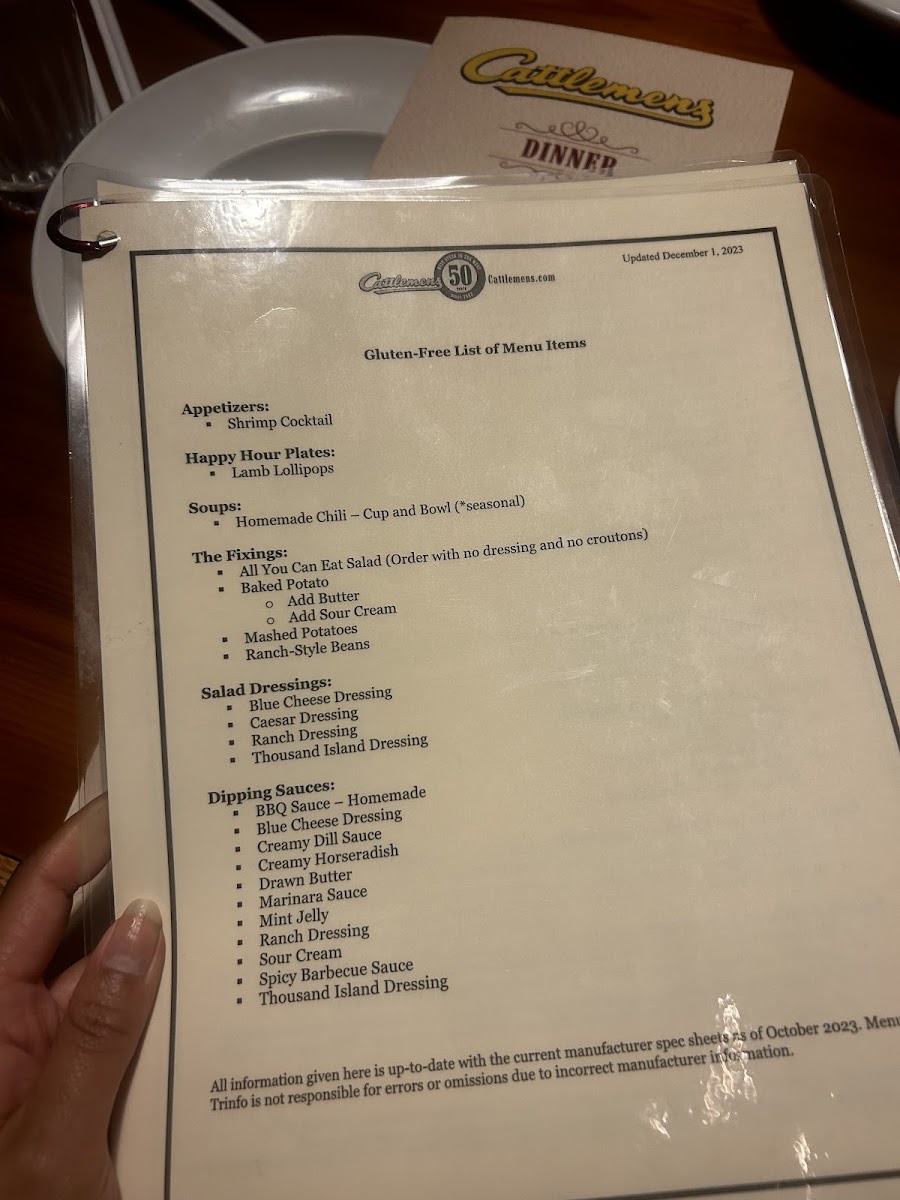 Cattlemens
DINNER
Updated December 1, 2023
Cattlemens 50 Cattlemens.com
Gluten-Free List of Menu Items
Appetizers:
▪ Shrimp Cocktail
Happy Hour Plates:
▪ Lamb Lollipops
Soups:
▪ Homemade Chili – Cup and Bowl (*seasonal)
The Fixings:
▪ All You Can Eat Salad (Order with no dressing and no croutons)
▪ Baked Potato
o Add Butter
o Add Sour Cream
▪ Mashed Potatoes
▪ Ranch-Style Beans
Salad Dressings:
▪ Blue Cheese Dressing
▪ Caesar Dressing
▪ Ranch Dressing
▪ Thousand Island Dressing
Dipping Sauces:
▪ BBQ Sauce – Homemade
▪ Blue Cheese Dressing
▪ Creamy Dill Sauce
▪ Creamy Horseradish
▪ Drawn Butter
▪ Marinara Sauce
▪ Mint Jelly
▪ Ranch Dressing
▪ Sour Cream
▪ Spicy Barbecue Sauce
▪ Thousand Island Dressing
All information given here is up-to-date with the current manufacturer spec sheets as of October 2023. Menu
Trinfo is not responsible for errors or omissions due to incorrect manufacturer information.